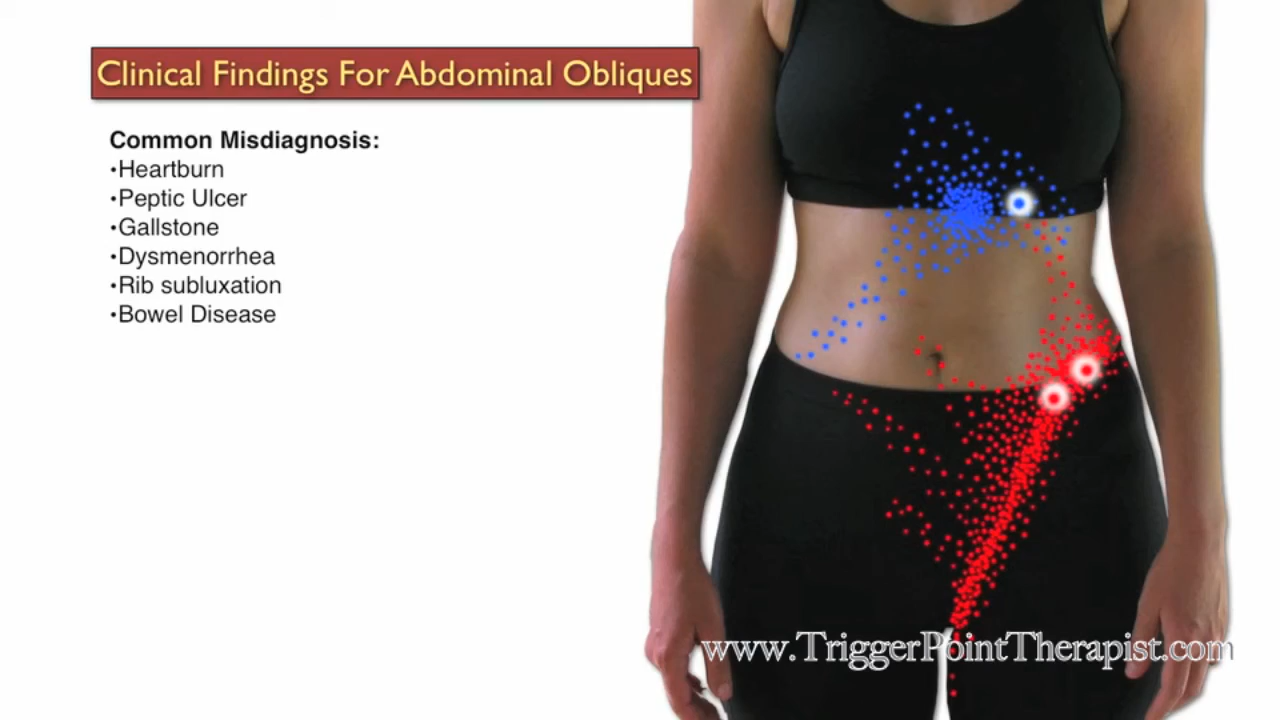 Clinical Findings For Abdominal Obliques
Common Misdiagnosis:
•Heartburn
•Peptic Ulcer
•Gallstone
•Dysmenorrhea
•Rib subluxation
•Bowel Disease
www.TriggerPointTherapist.com